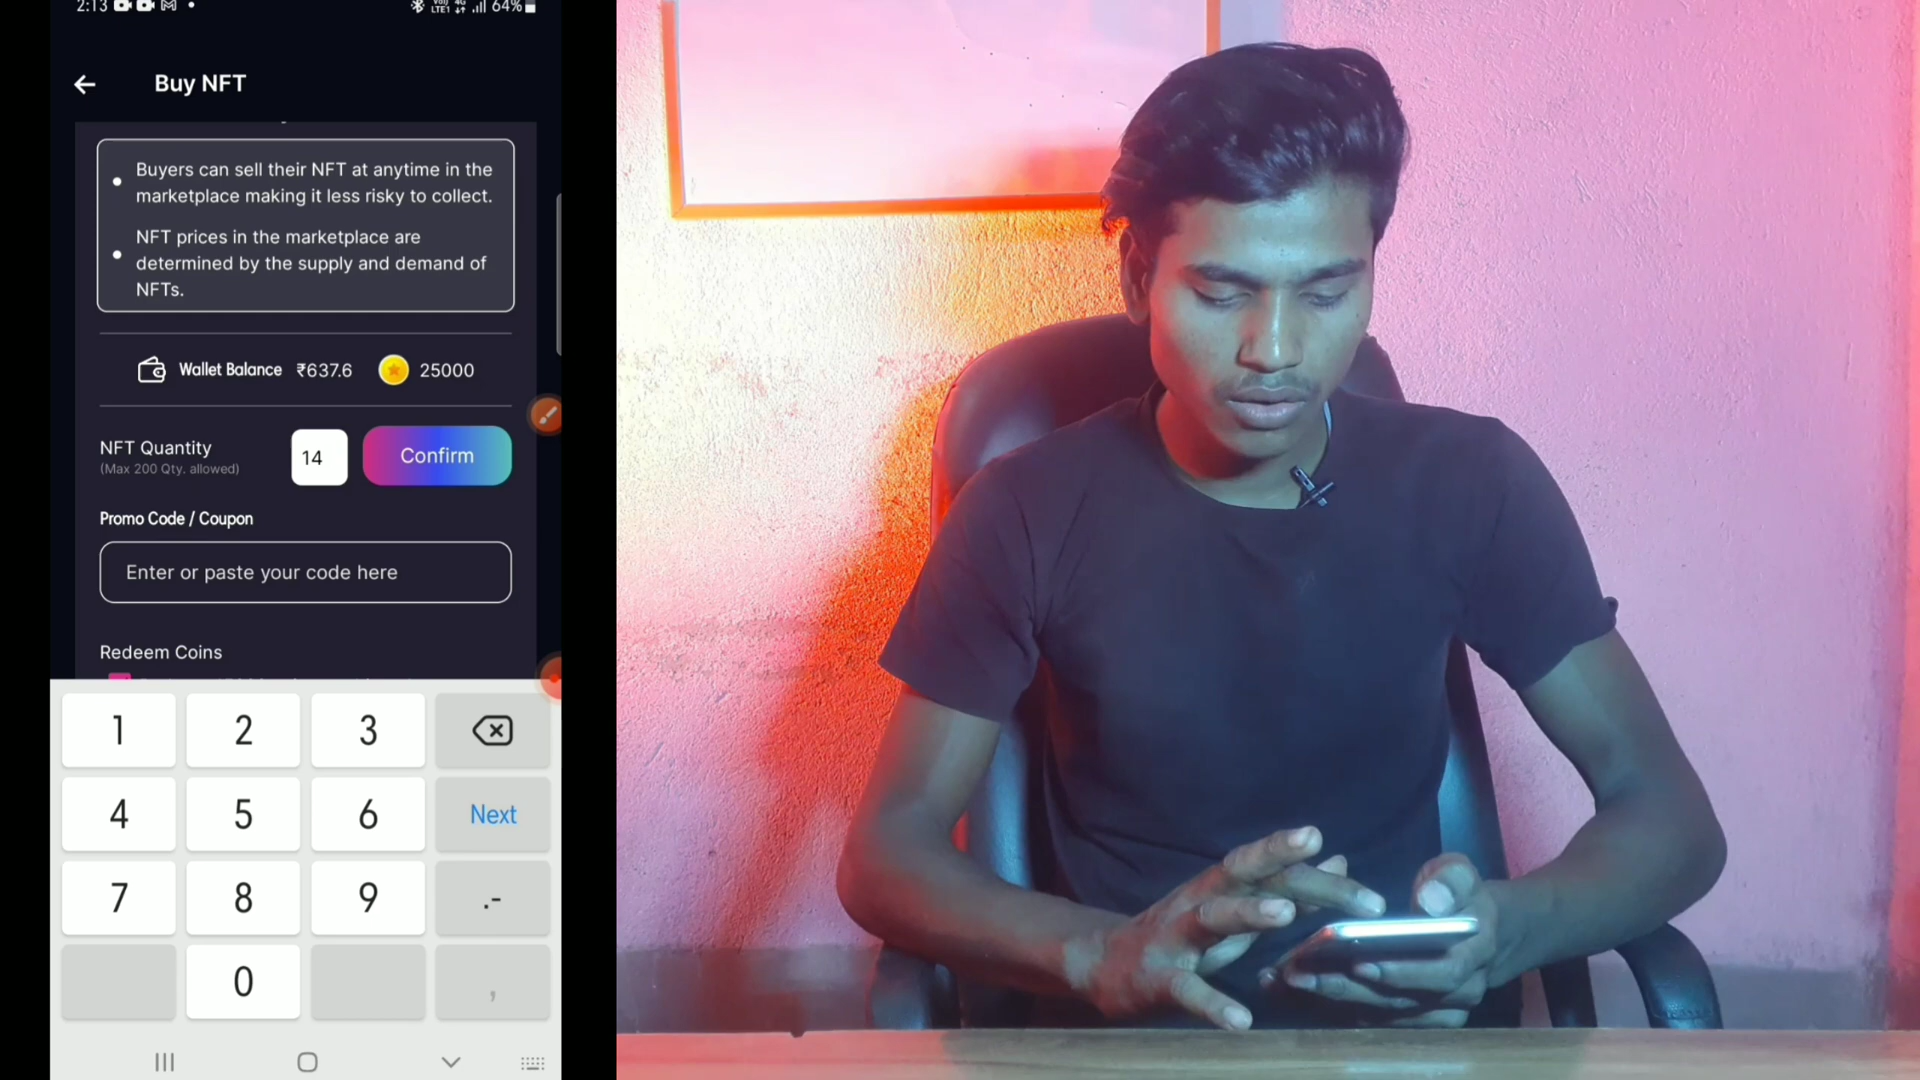 2:13
VoLTE1 4G 64%
Buy NFT
Buyers can sell their NFT at anytime in the
marketplace making it less risky to collect.
NFT prices in the marketplace are
determined by the supply and demand of
NFTs.
Wallet Balance ₹637.6 25000
NFT Quantity
(Max 200 Qty. allowed)
14
Confirm
Promo Code / Coupon
Enter or paste your code here
Redeem Coins
1 2 3
4 5 6 Next
7 8 9 .-
0 ,